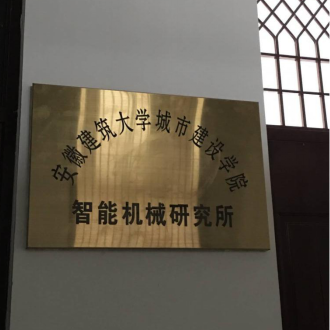 安徽建筑大学城市建设学院
智能机械研究所